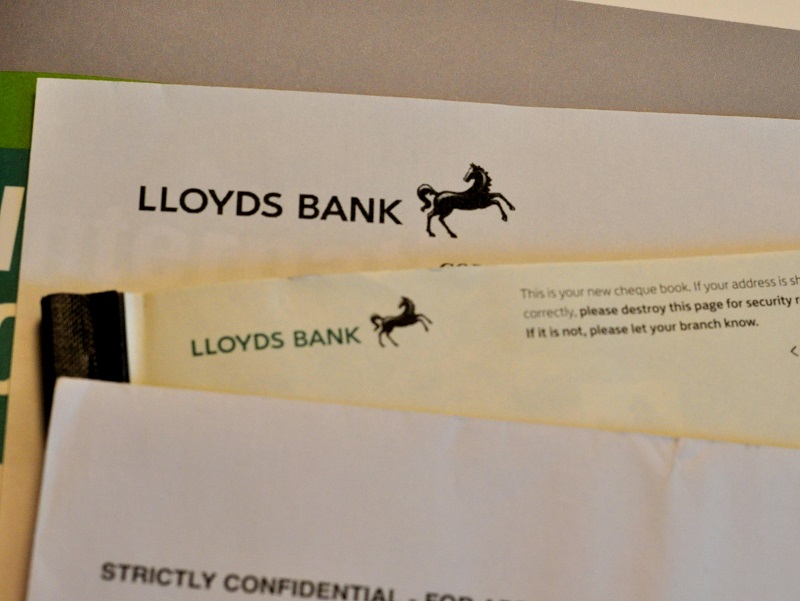 LLOYDS BANK
LLOYDS BANK
This is your new cheque book. If your address is
correctly, please destroy this page for security
If it is not, please let your branch know.
<
STRICTLY CONFIDENTIAL - FOR